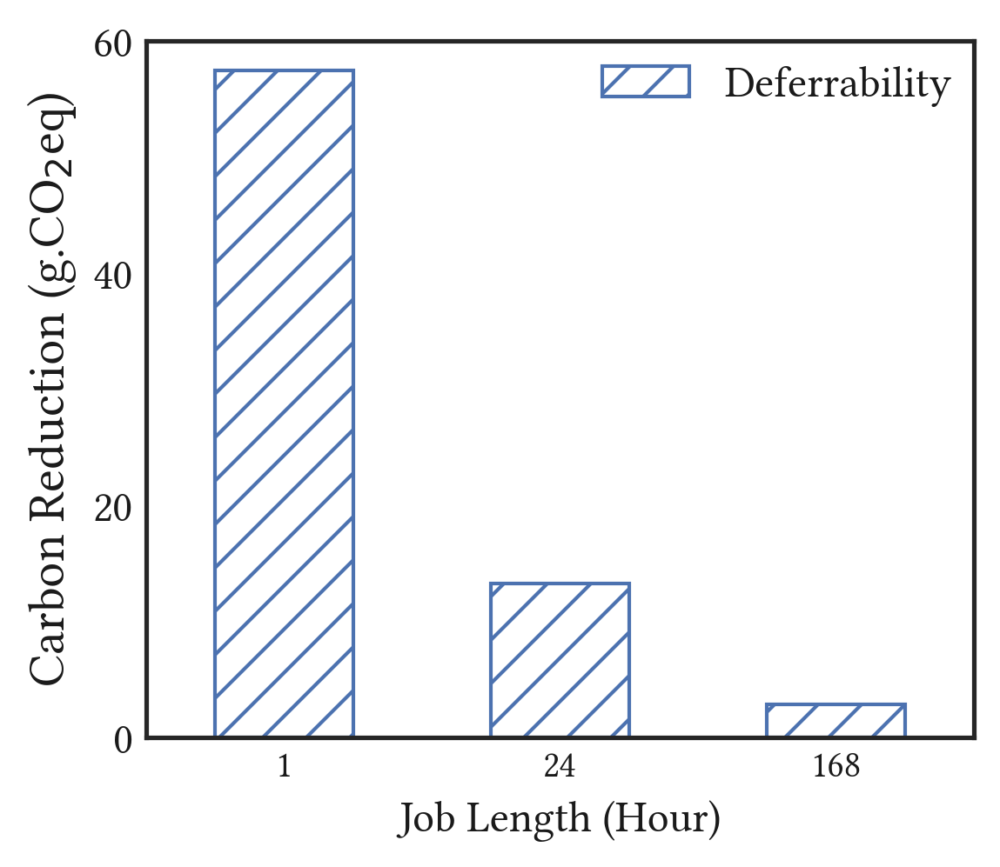 60
Deferrability
40
20
0
Carbon Reduction (g.CO₂eq)
1 24 168
Job Length (Hour)